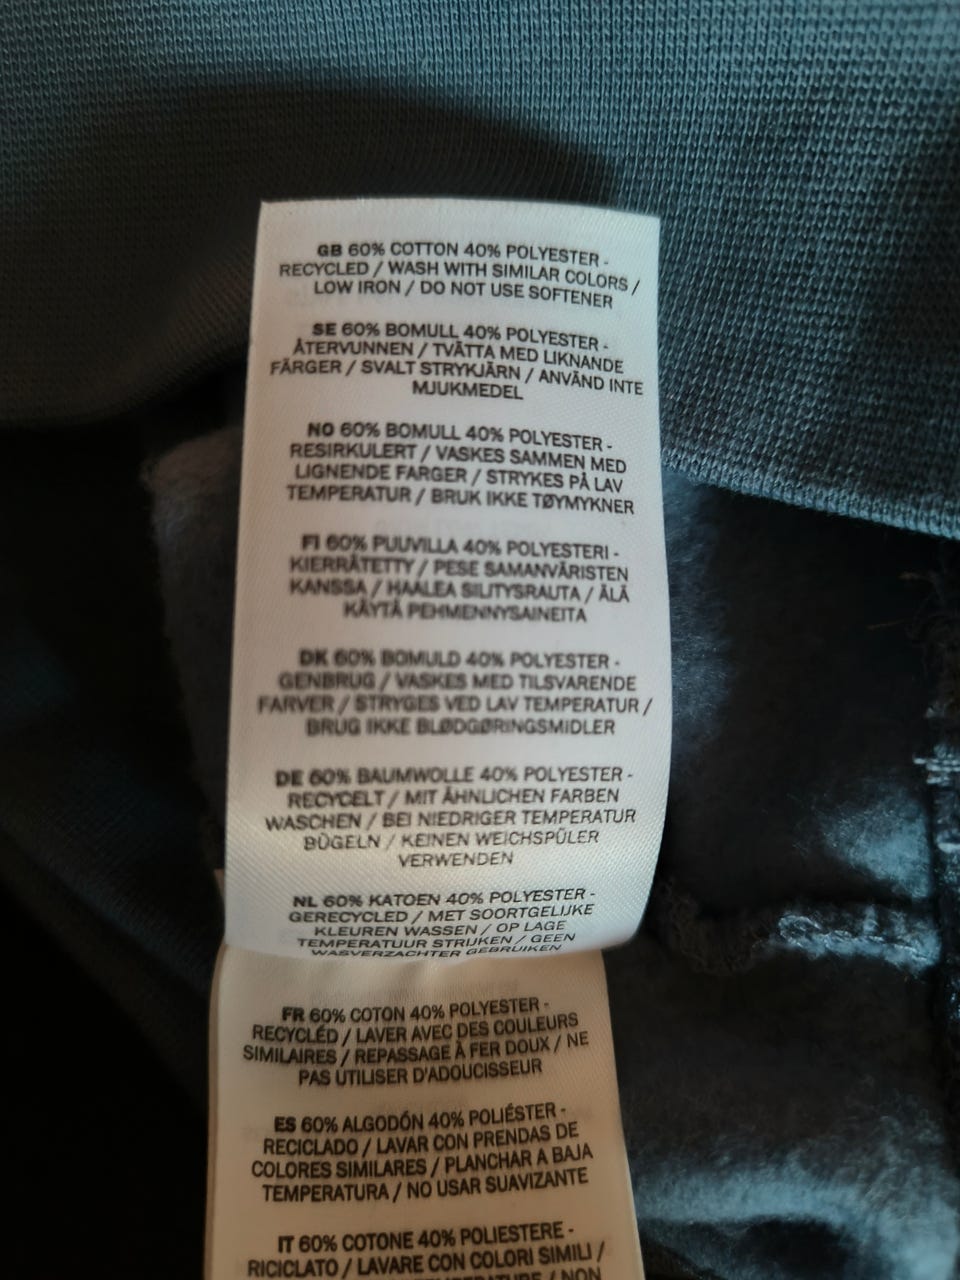 GB 60% COTTON 40% POLYESTER -
RECYCLED / WASH WITH SIMILAR COLORS /
LOW IRON / DO NOT USE SOFTENER
SE 60% BOMULL 40% POLYESTER -
ÅTERVUNNEN / TVÄTTA MED LIKNANDE
FÄRGER / SVALT STRYKJÄRN / ANVÄND INTE
MJUKMEDEL
NO 60% BOMULL 40% POLYESTER -
RESIRKULERT / VASKES SAMMEN MED
LIGNENDE FARGER / STRYKES PÅ LAV
TEMPERATUR / BRUK IKKE TØYMYKNER
FI 60% PUUVILLA 40% POLYESTERI -
KIERRÄTETTY / PESE SAMANVÄRISTEN
KANSSA / HAALEA SILITYSRAUTA / ÄLÄ
KÄYTÄ PEHMENNYSAINEITA
DK 60% BOMULD 40% POLYESTER -
GENBRUG / VASKES MED TILSVARENDE
FARVER / STRYGES VED LAV TEMPERATUR /
BRUG IKKE BLØDGØRINGSMIDLER
DE 60% BAUMWOLLE 40% POLYESTER -
RECYCELT / MIT ÄHNLICHEN FARBEN
WASCHEN / BEI NIEDRIGER TEMPERATUR
BÜGELN / KEINEN WEICHSPÜLER
VERWENDEN
NL 60% KATOEN 40% POLYESTER -
GERECYCLED / MET SOORTGELIJKE
KLEUREN WASSEN / OP LAGE
TEMPERATUUR STRIJKEN / GEEN
WASVERZACHTER GEBRUIKEN
FR 60% COTON 40% POLYESTER -
RECYCLÉD / LAVER AVEC DES COULEURS
SIMILAIRES / REPASSAGE À FER DOUX / NE
PAS UTILISER D'ADOUCISSEUR
ES 60% ALGODÓN 40% POLIÉSTER -
RECICLADO / LAVAR CON PRENDAS DE
COLORES SIMILARES / PLANCHAR A BAJA
TEMPERATURA / NO USAR SUAVIZANTE
IT 60% COTONE 40% POLIESTERE -
RICICLATO / LAVARE CON COLORI SIMILI /
/ NON